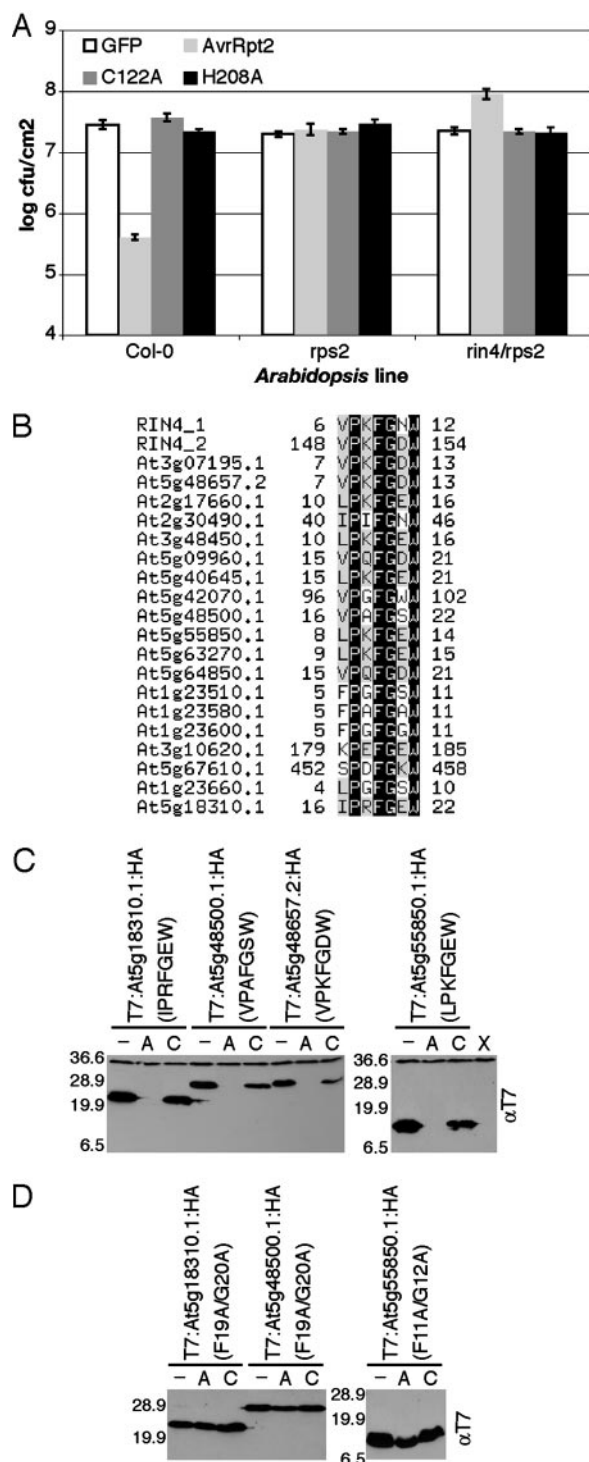 A
GFP AvrRpt2
C122A H208A
log cfu/cm2
9
8
7
6
5
4
Col-0 rps2 rin4/rps2
Arabidopsis line
B
RIN4_1 6 VPKFGNW 12
RIN4_2 148 VPKFGDW 154
At3g07195.1 7 VPKFGDW 13
At5g48657.2 7 VPKFGDW 13
At2g17660.1 10 LPKFGEW 16
At2g30490.1 40 IPIFGNW 46
At3g48450.1 10 LPKFGEW 16
At5g09960.1 15 VPQFGDW 21
At5g40645.1 15 LPKFGEW 21
At5g42070.1 96 VPGFGWW 102
At5g48500.1 16 VPAFGSW 22
At5g55850.1 8 LPKFGEW 14
At5g63270.1 9 LPKFGEW 15
At5g64850.1 15 VPQFGDW 21
At1g23510.1 5 FPGFGSW 11
At1g23580.1 5 FPAFGAW 11
At1g23600.1 5 FPGFGGW 11
At3g10620.1 179 KPEFGEW 185
At5g67610.1 452 SPDFGKW 458
At1g23660.1 4 LPGFGSW 10
At5g18310.1 16 IPRFGEW 22
C
T7:At5g18310.1:HA
(IPRFGEW)
T7:At5g48500.1:HA
(VPAFGSW)
T7:At5g48657.2:HA
(VPKFGDW)
T7:At5g55850.1:HA
(LPKFGEW)
– A C – A C – A C – A C X
36.6
28.9
19.9
6.5
36.6
28.9
19.9
6.5
αT7
D
T7:At5g18310.1:HA
(F19A/G20A)
T7:At5g48500.1:HA
(F19A/G20A)
T7:At5g55850.1:HA
(F11A/G12A)
– A C – A C – A C
28.9
19.9
28.9
19.9
6.5
αT7